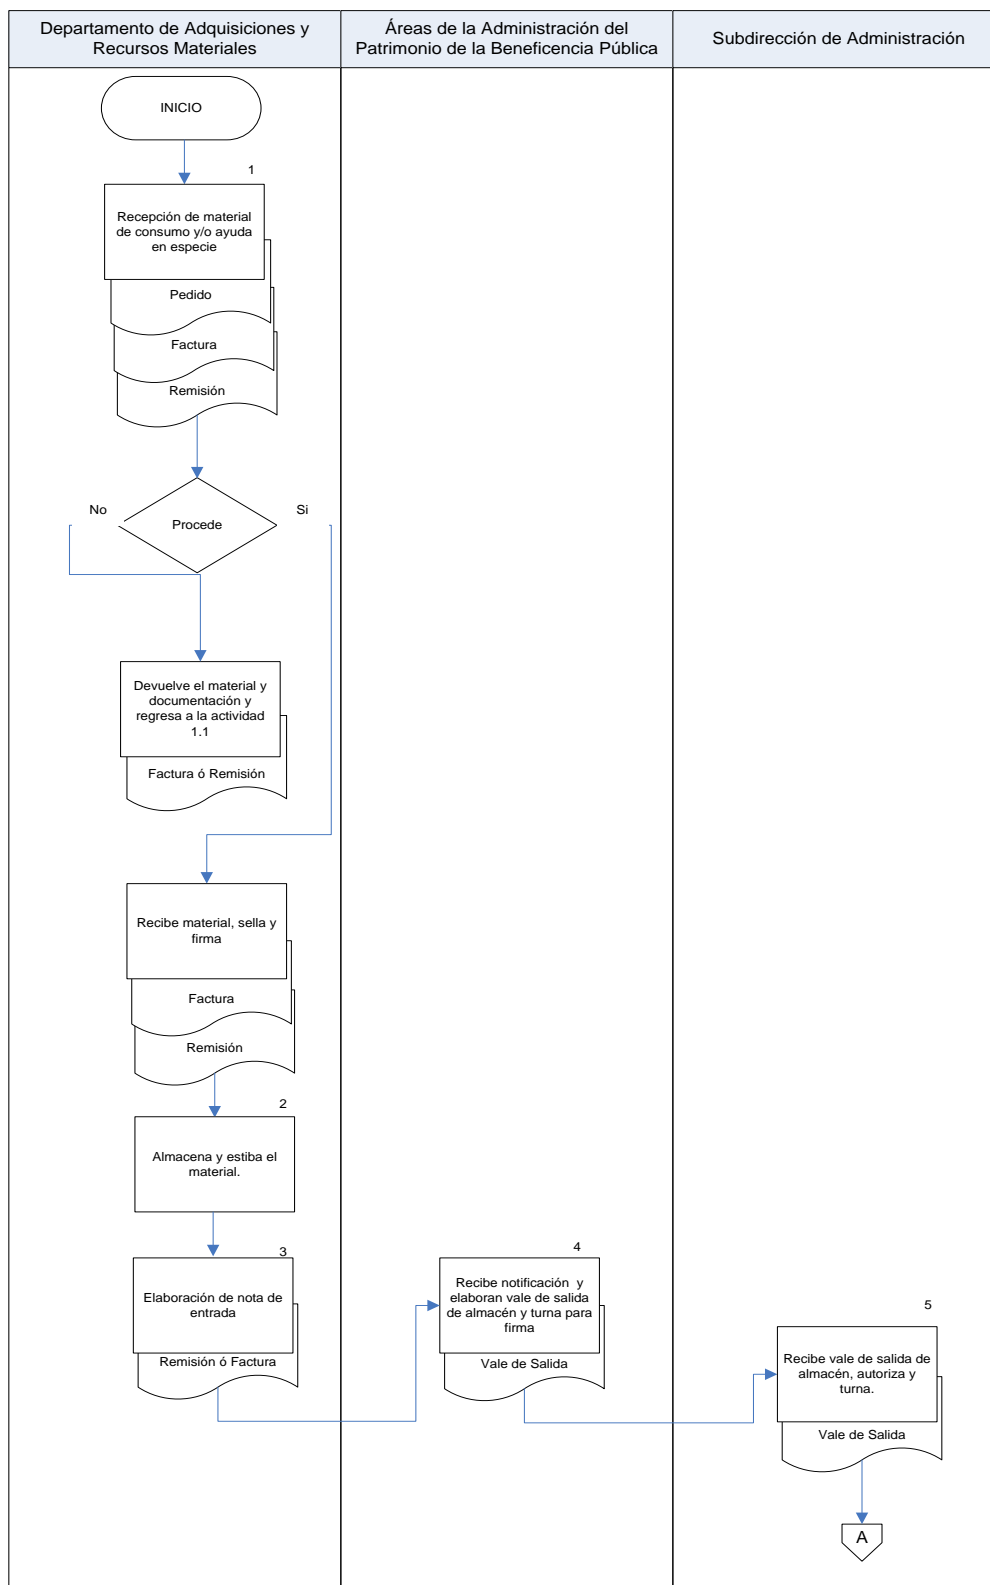 Departamento de Adquisiciones y
Recursos Materiales
Áreas de la Administración del
Patrimonio de la Beneficencia Pública
Subdirección de Administración
INICIO
1
Recepción de material
de consumo y/o ayuda
en especie
Pedido
Factura
Remisión
No
Procede
Si
Devuelve el material y
documentación y
regresa a la actividad
1.1
Factura ó Remisión
Recibe material, sella y
firma
Factura
Remisión
2
Almacena y estiba el
material.
3
Elaboración de nota de
entrada
Remisión ó Factura
4
Recibe notificación y
elaboran vale de salida
de almacén y turna para
firma
Vale de Salida
5
Recibe vale de salida de
almacén, autoriza y
turna.
Vale de Salida
A